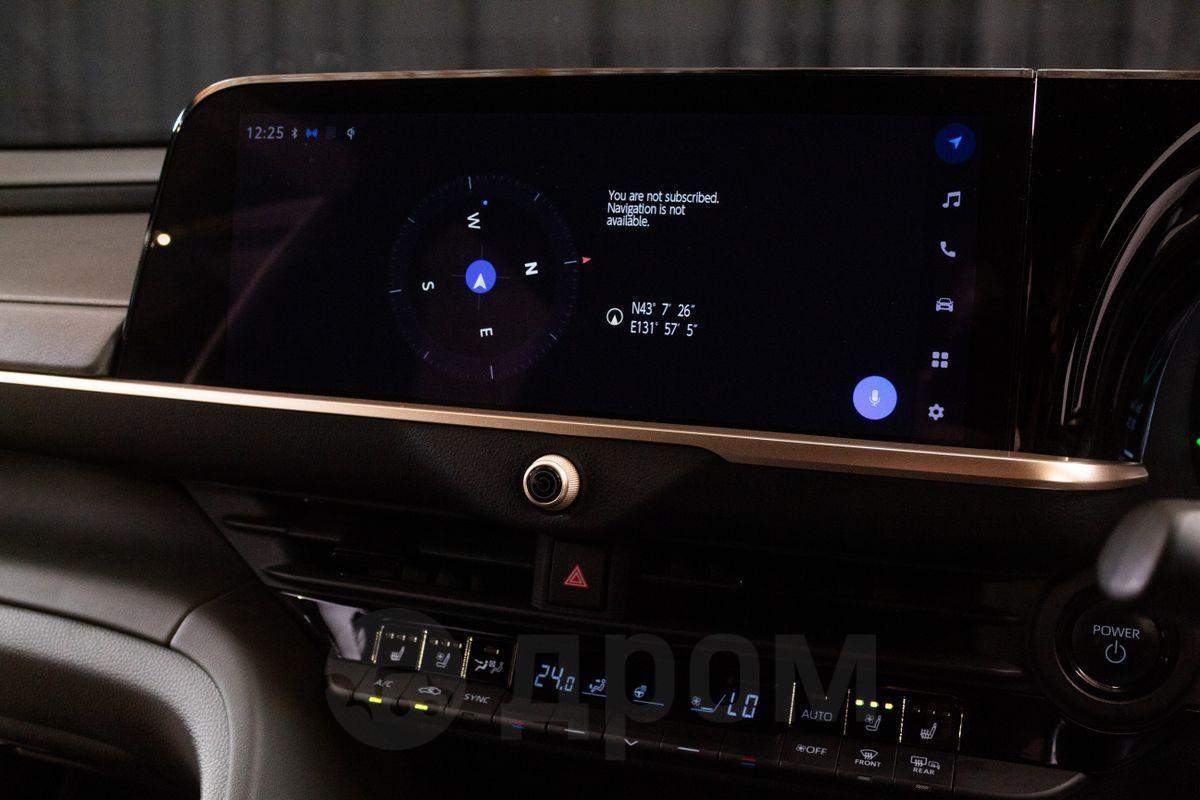 12:25
You are not subscribed.
Navigation is not
available.
W
N
S
E
N43° 7' 26"
E131° 57' 5"
POWER
A/C
SYNC
24.0
LO
AUTO
OFF
FRONT
REAR
дром